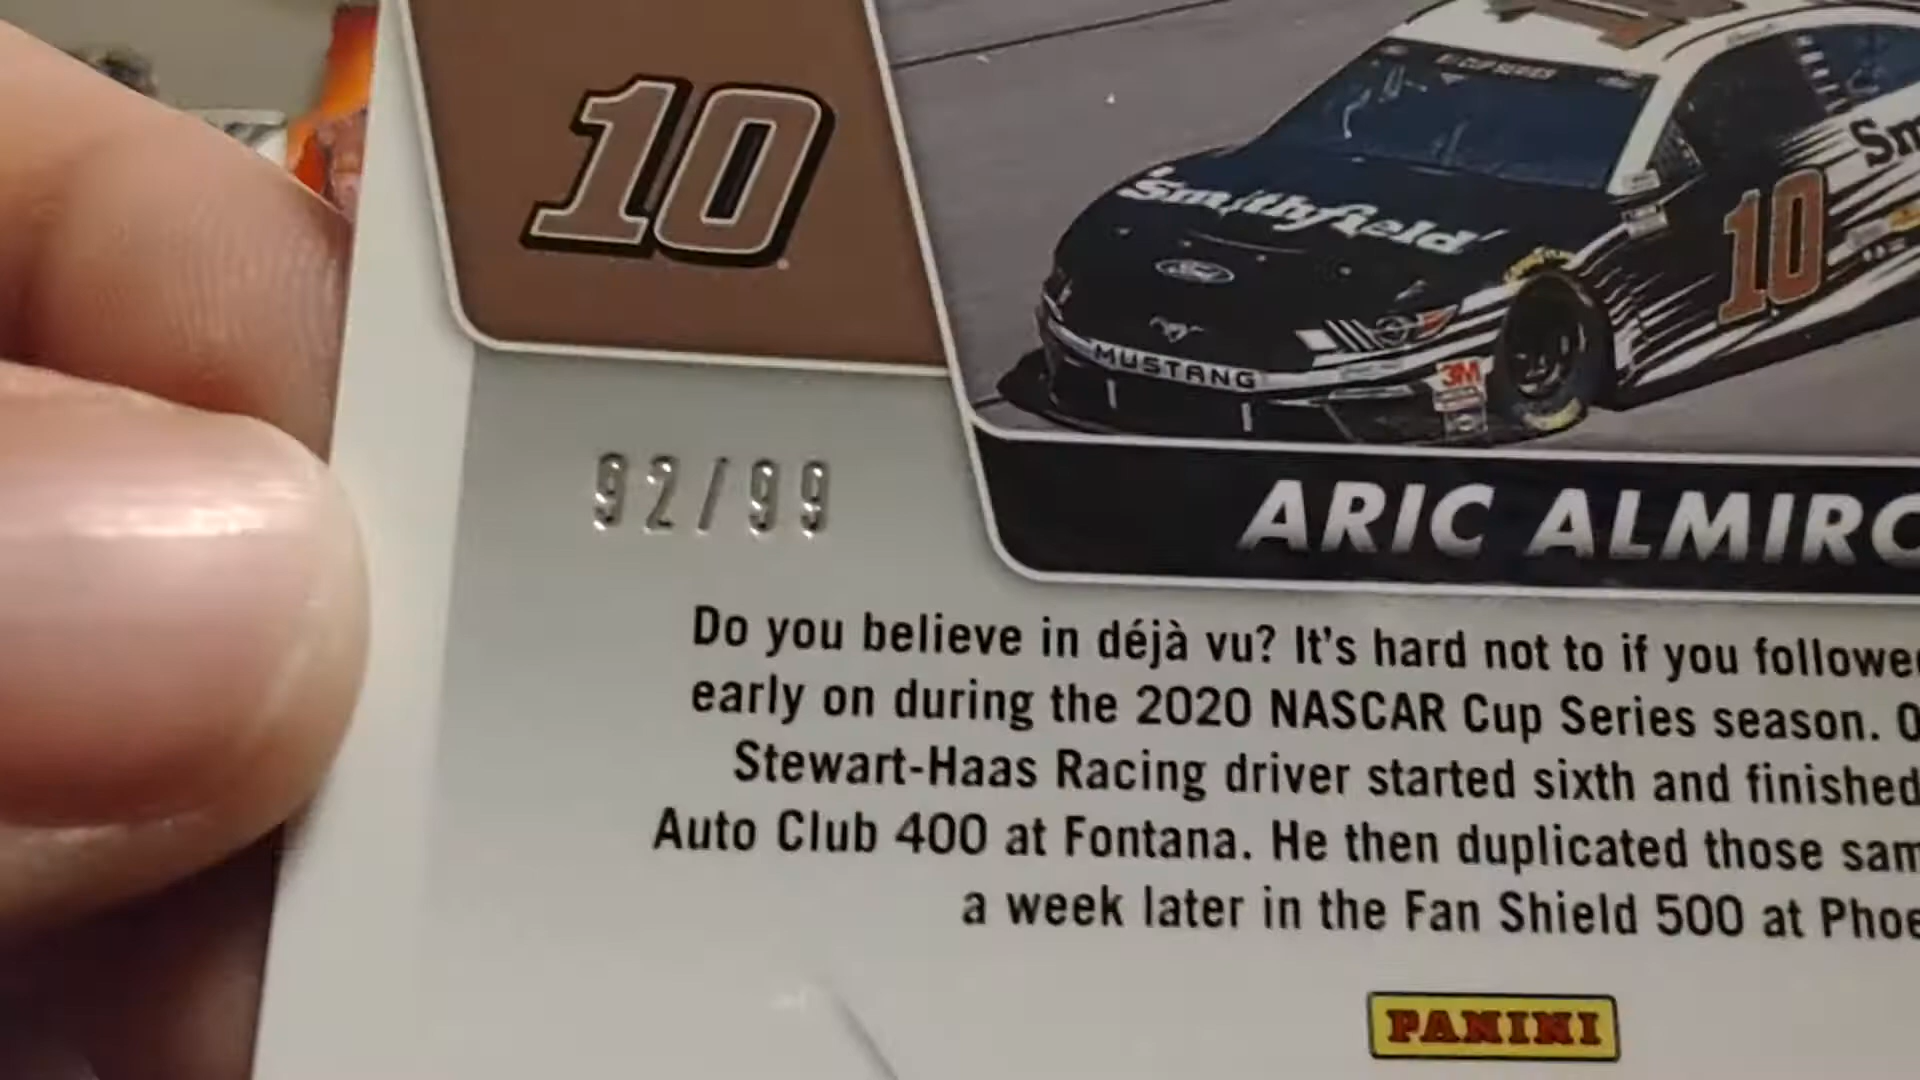 10
CUP SERIES
Smithfield
Ford
MUSTANG
3M
10
92/99
ARIC ALMIRO
Do you believe in déjà vu? It's hard not to if you followe
early on during the 2020 NASCAR Cup Series season. O
Stewart-Haas Racing driver started sixth and finished
Auto Club 400 at Fontana. He then duplicated those sam
a week later in the Fan Shield 500 at Phoe
PANINI